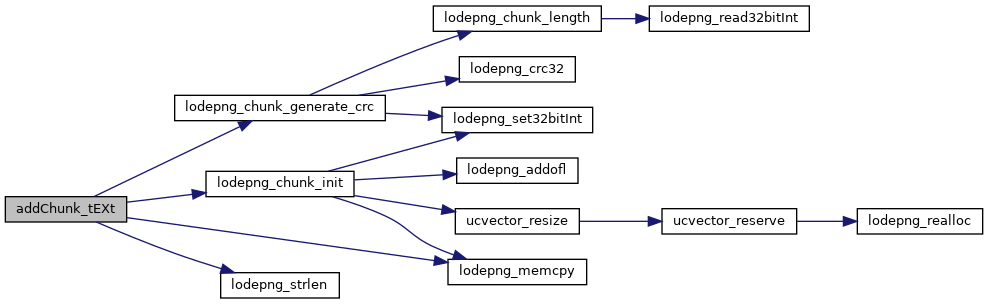 lodepng_chunk_length
lodepng_read32bitInt
lodepng_crc32
lodepng_chunk_generate_crc
lodepng_set32bitInt
lodepng_addofl
lodepng_chunk_init
addChunk_tEXt
ucvector_resize
ucvector_reserve
lodepng_realloc
lodepng_memcpy
lodepng_strlen